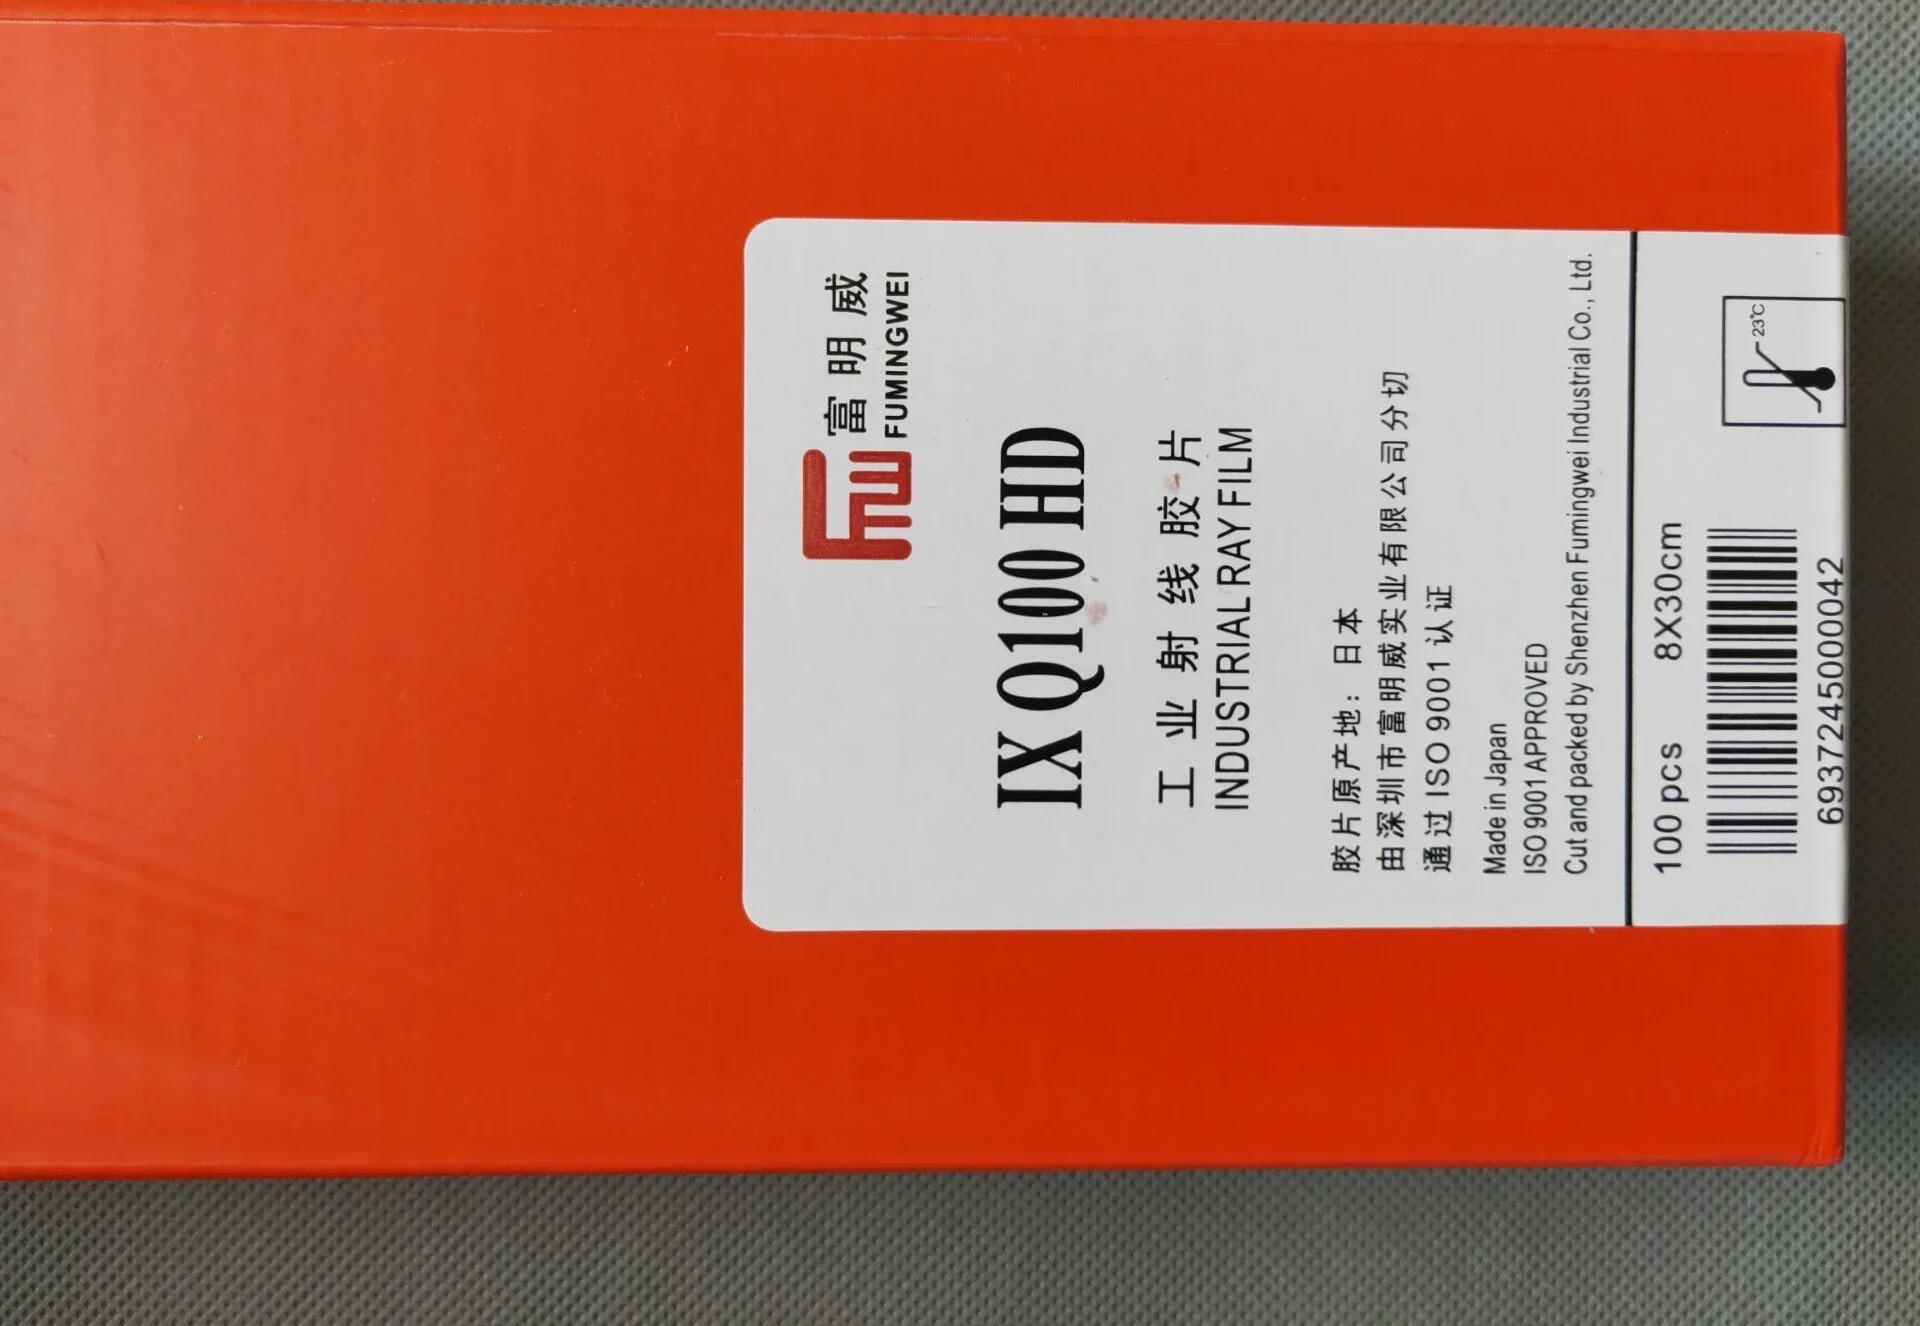 富明威
FUMINGWEI
IX Q100 HD
工业射线胶片
INDUSTRIAL RAY FILM
胶片原产地：日本
由深圳市富明威实业有限公司分切
通过 ISO 9001 认证
Made in Japan
ISO 9001 APPROVED
Cut and packed by Shenzhen Fumingwei Industrial Co., Ltd.
100 pcs 8X30cm
23℃
6937245000042